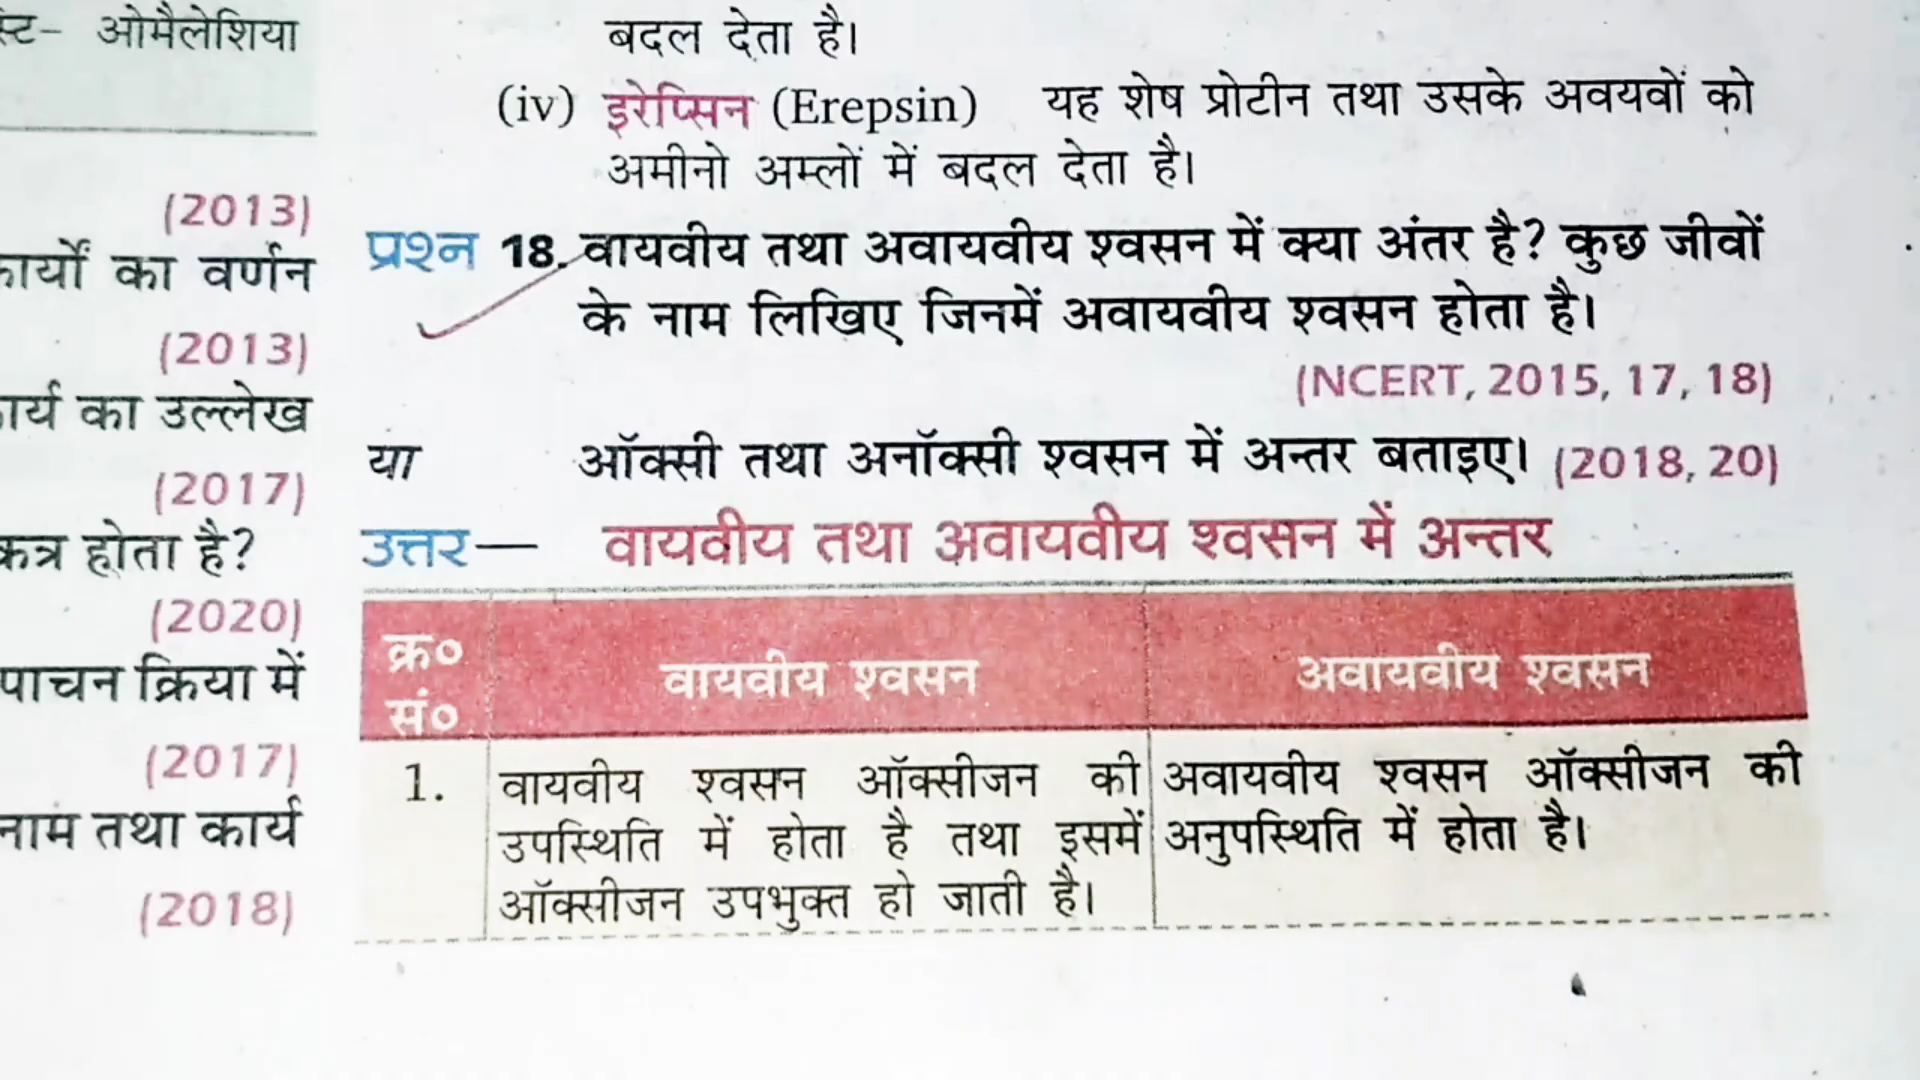 स्ट- ओमैलेशिया
(2013)
कार्यों का वर्णन
(2013)
कार्य का उल्लेख
(2017)
कत्र होता है?
(2020)
पाचन क्रिया में
(2017)
नाम तथा कार्य
(2018)
बदल देता है।
(iv) इरेप्सिन (Erepsin) यह शेष प्रोटीन तथा उसके अवयवों को
अमीनो अम्लों में बदल देता है।
प्रश्न 18. वायवीय तथा अवायवीय श्वसन में क्या अंतर है? कुछ जीवों
के नाम लिखिए जिनमें अवायवीय श्वसन होता है।
(NCERT, 2015, 17, 18)
या ऑक्सी तथा अनॉक्सी श्वसन में अन्तर बताइए। (2018, 20)
उत्तर— वायवीय तथा अवायवीय श्वसन में अन्तर
क्र०
सं०
वायवीय श्वसन
अवायवीय श्वसन
1.
वायवीय श्वसन ऑक्सीजन की
उपस्थिति में होता है तथा इसमें
ऑक्सीजन उपभुक्त हो जाती है।
अवायवीय श्वसन ऑक्सीजन की
अनुपस्थिति में होता है।